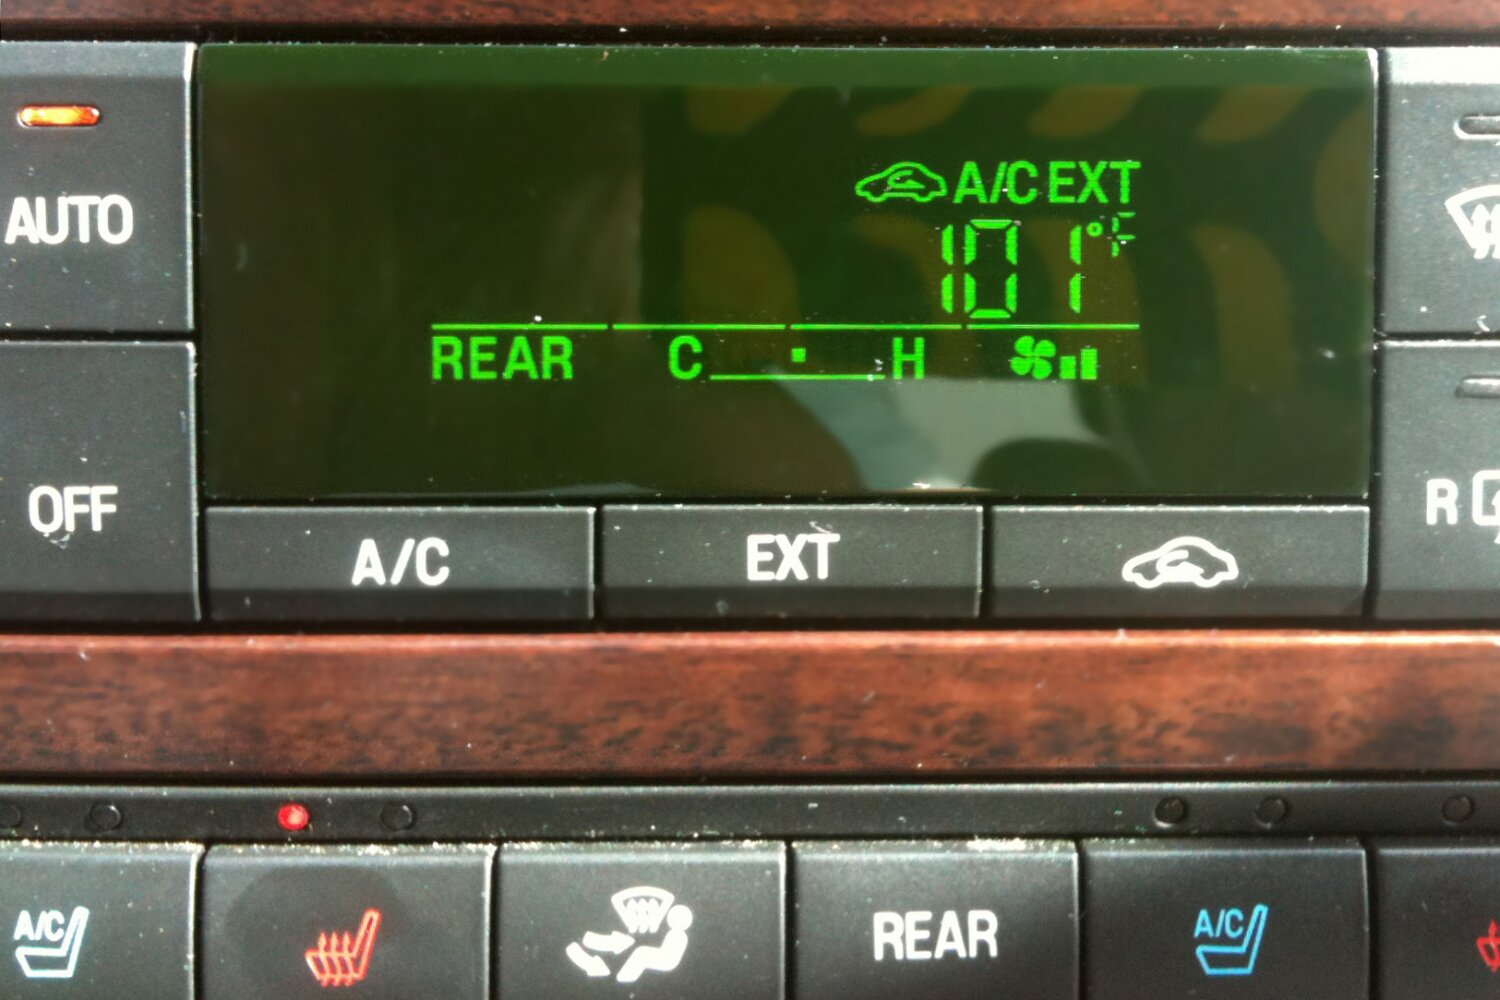 AUTO
A/C EXT
101°F
REAR C H
OFF
R
A/C
EXT
A/C
REAR
A/C